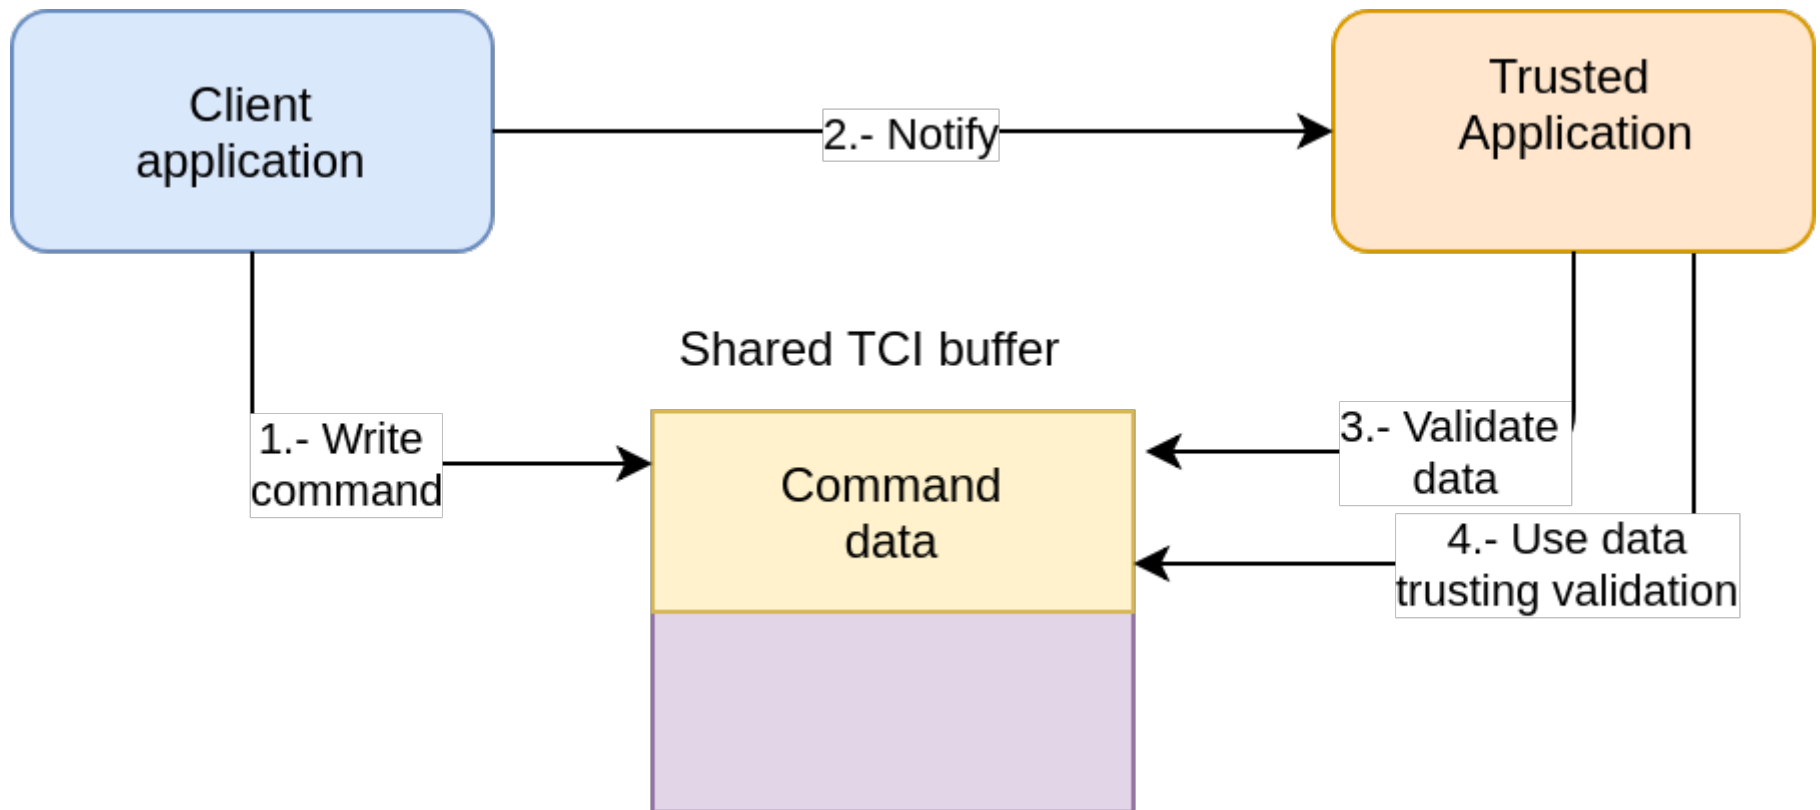 Client
application
2.- Notify
Trusted
Application
Shared TCI buffer
1.- Write
command
Command
data
3.- Validate
data
4.- Use data
trusting validation